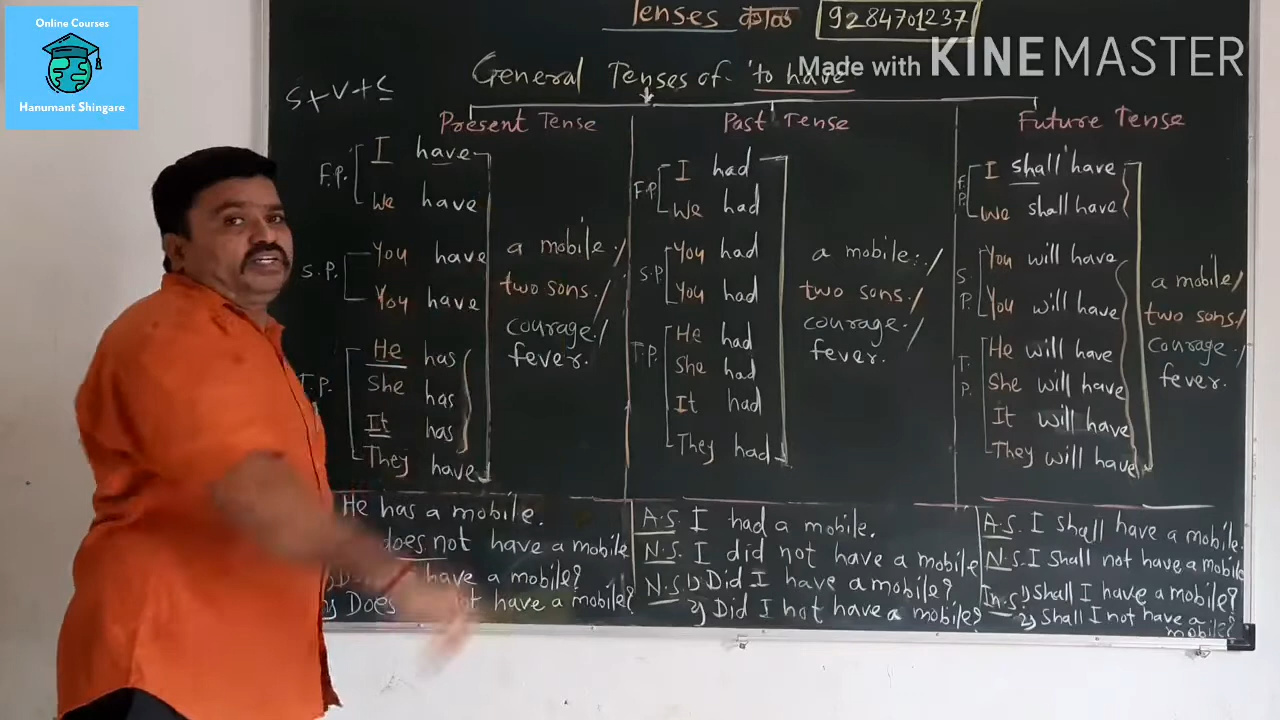 Online Courses
Hanumant Shingare
Tenses काळ
9284701237
Made with KINEMASTER
General Tenses of 'to have'
S+V+C
Present Tense
F.P.
I have
We have
S.P.
You have
You have
T.P.
He has
She has
It has
They have
a mobile./
two sons./
courage./
fever.
He has a mobile.
does not have a mobile
have a mobile?
2) Does not have a mobile?
Past Tense
F.P.
I had
We had
S.P.
You had
You had
T.P.
He had
She had
It had
They had
a mobile./
two sons./
courage./
fever.
A.S. I had a mobile.
N.S. I did not have a mobile
N.S. 1) Did I have a mobile?
2) Did I not have a mobile?
Future Tense
F.P.
I shall have
We shall have
S.P.
You will have
You will have
T.P.
He will have
She will have
It will have
They will have
a mobile/
two sons/
courage./
fever.
A.S. I shall have a mobile.
N.S. I shall not have a mobile
In.S. 1) Shall I have a mobile?
2) Shall I not have a
mobile?